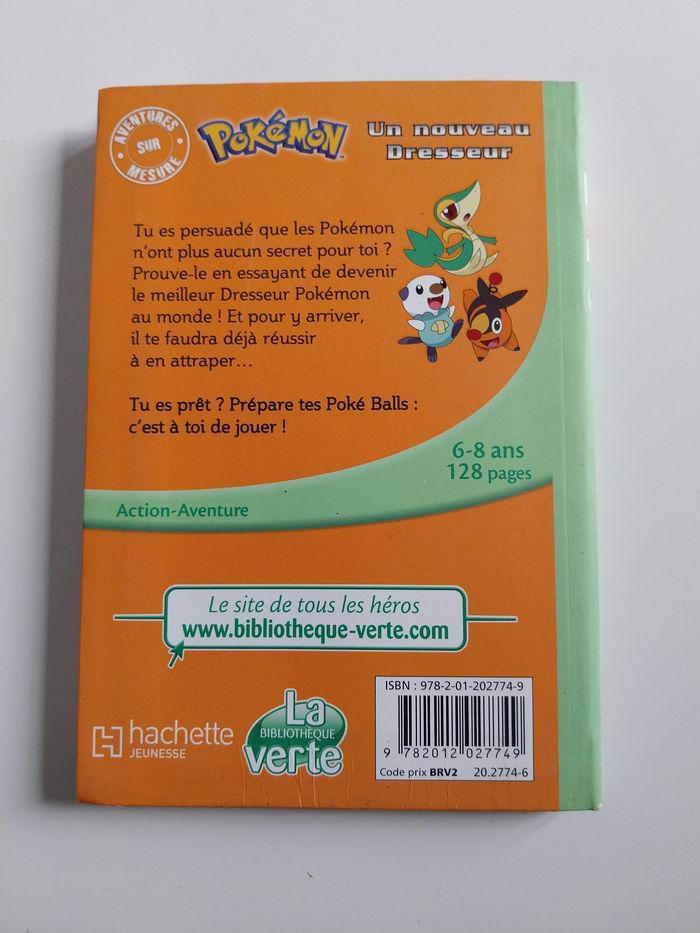 AVENTURES
SUR
MESURE
POKéMON™
Un nouveau
Dresseur
Tu es persuadé que les Pokémon
n'ont plus aucun secret pour toi ?
Prouve-le en essayant de devenir
le meilleur Dresseur Pokémon
au monde ! Et pour y arriver,
il te faudra déjà réussir
à en attraper…
Tu es prêt ? Prépare tes Poké Balls :
c'est à toi de jouer !
6-8 ans
128 pages
Action-Aventure
Le site de tous les héros
www.bibliotheque-verte.com
hachette
JEUNESSE
La
BIBLIOTHÈQUE
verte
ISBN : 978-2-01-202774-9
9 782012 027749
Code prix BRV2 20.2774-6